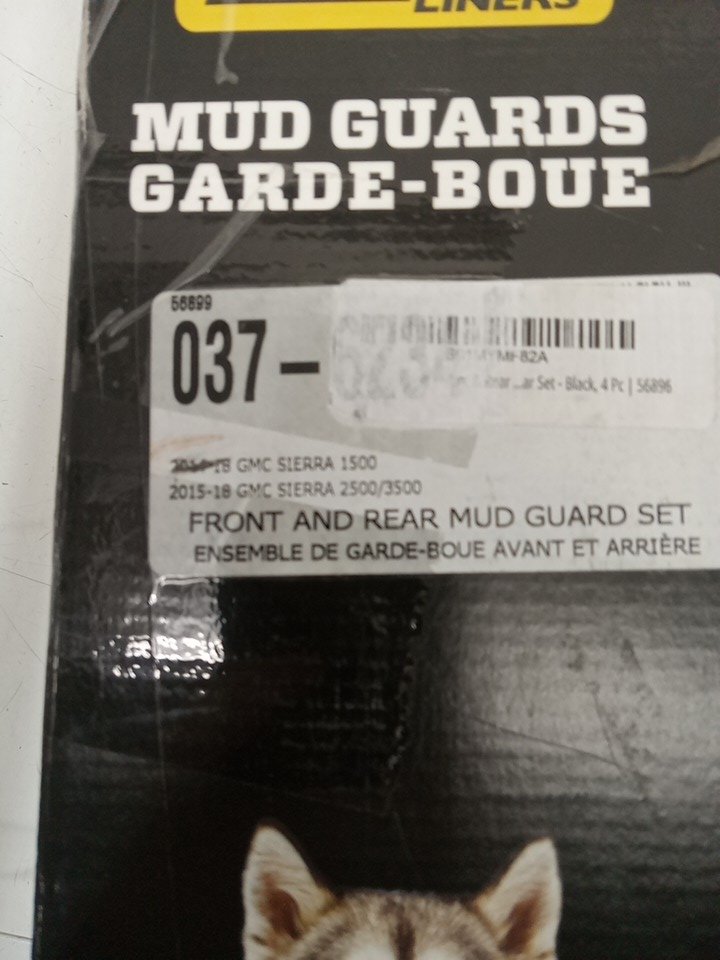 LINERS
MUD GUARDS
GARDE-BOUE
56899
037-
Set - Black, 4 Pc | 56896
GMC SIERRA 1500
2015-18 GMC SIERRA 2500/3500
FRONT AND REAR MUD GUARD SET
ENSEMBLE DE GARDE-BOUE AVANT ET ARRIÈRE